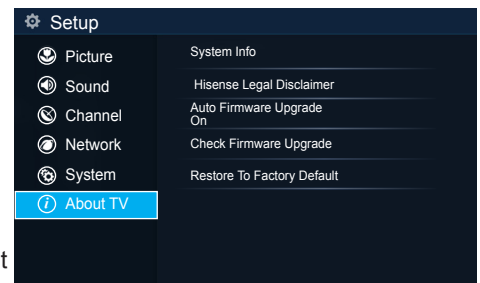 Setup
Picture
Sound
Channel
Network
System
About TV
System Info
Hisense Legal Disclaimer
Auto Firmware Upgrade
On
Check Firmware Upgrade
Restore To Factory Default
t